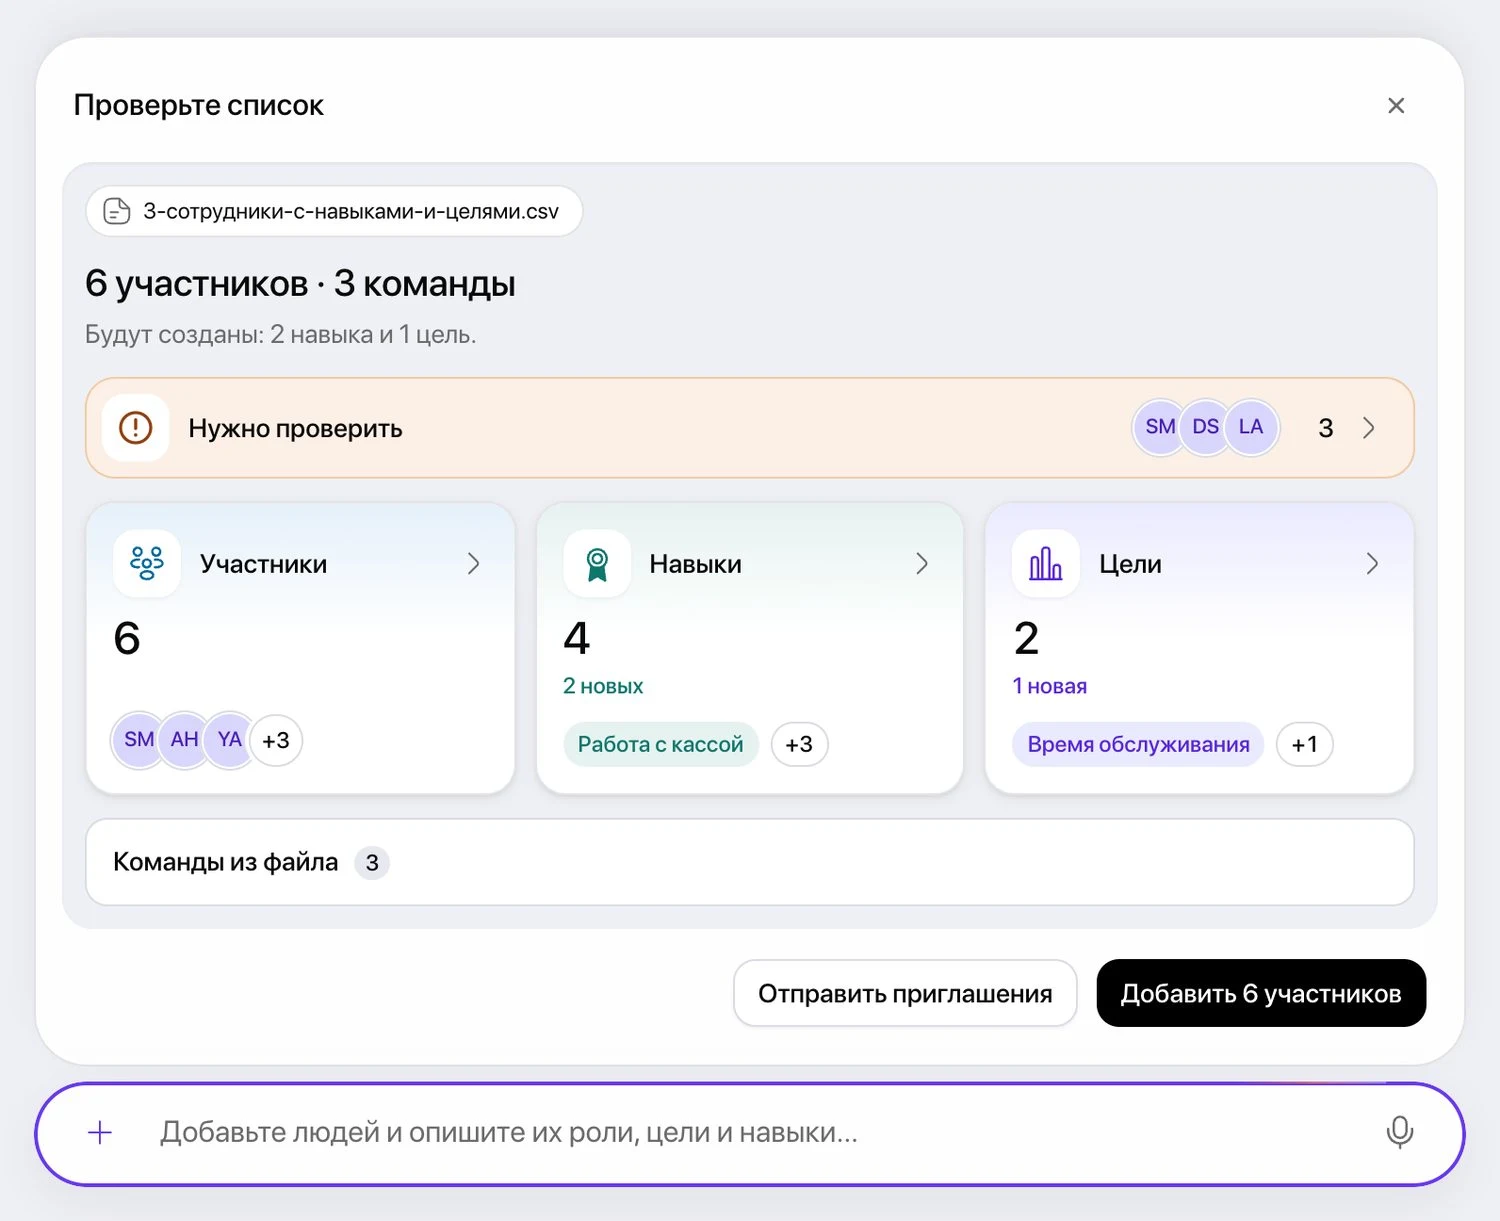 Проверьте список
3-сотрудники-с-навыками-и-целями.csv
6 участников · 3 команды
Будут созданы: 2 навыка и 1 цель.
Нужно проверить
SM DS LA 3
Участники
6
SM AH YA +3
Навыки
4
2 новых
Работа с кассой +3
Цели
2
1 новая
Время обслуживания +1
Команды из файла 3
Отправить приглашения
Добавить 6 участников
Добавьте людей и опишите их роли, цели и навыки...